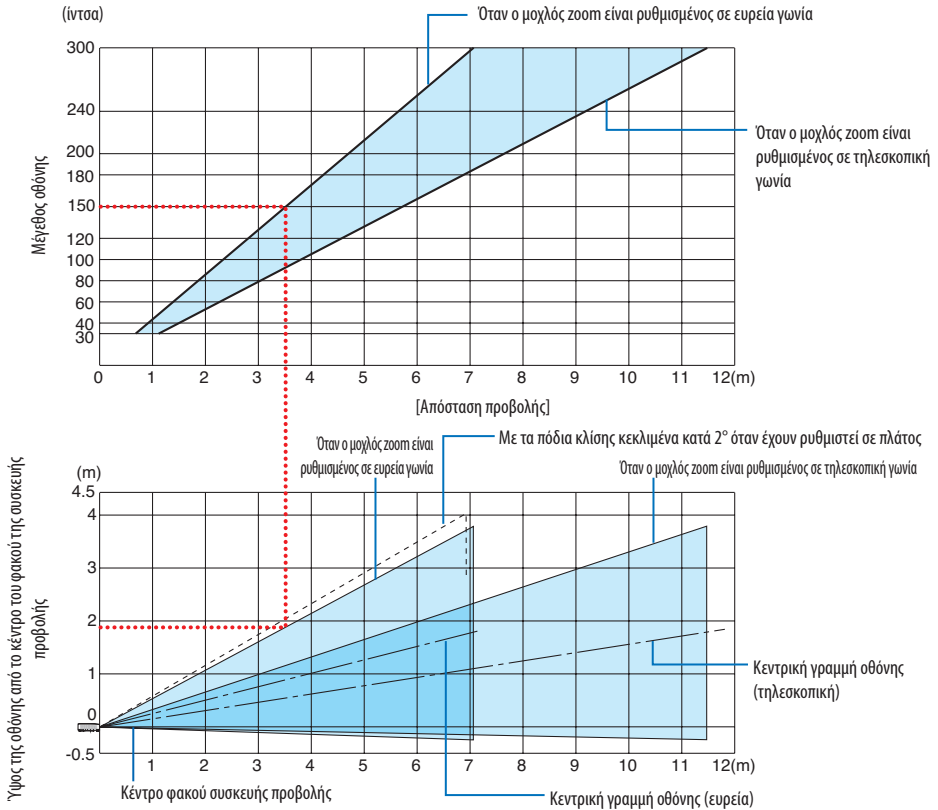 (ίντσα)
Όταν ο μοχλός zoom είναι ρυθμισμένος σε ευρεία γωνία
300
240
200
180
150
120
100
80
60
40
30
Μέγεθος οθόνης
Όταν ο μοχλός zoom είναι
ρυθμισμένος σε τηλεσκοπική
γωνία
0 1 2 3 4 5 6 7 8 9 10 11 12(m)
[Απόσταση προβολής]
Όταν ο μοχλός zoom είναι
ρυθμισμένος σε ευρεία γωνία
Με τα πόδια κλίσης κεκλιμένα κατά 2° όταν έχουν ρυθμιστεί σε πλάτος
Όταν ο μοχλός zoom είναι ρυθμισμένος σε τηλεσκοπική γωνία
(m)
4.5
4
3
2
1
0
-0.5
Ύψος της οθόνης από το κέντρο του φακού της συσκευής
προβολής
Κεντρική γραμμή οθόνης
(τηλεσκοπική)
1 2 3 4 5 6 7 8 9 10 11 12(m)
Κέντρο φακού συσκευής προβολής
Κεντρική γραμμή οθόνης (ευρεία)